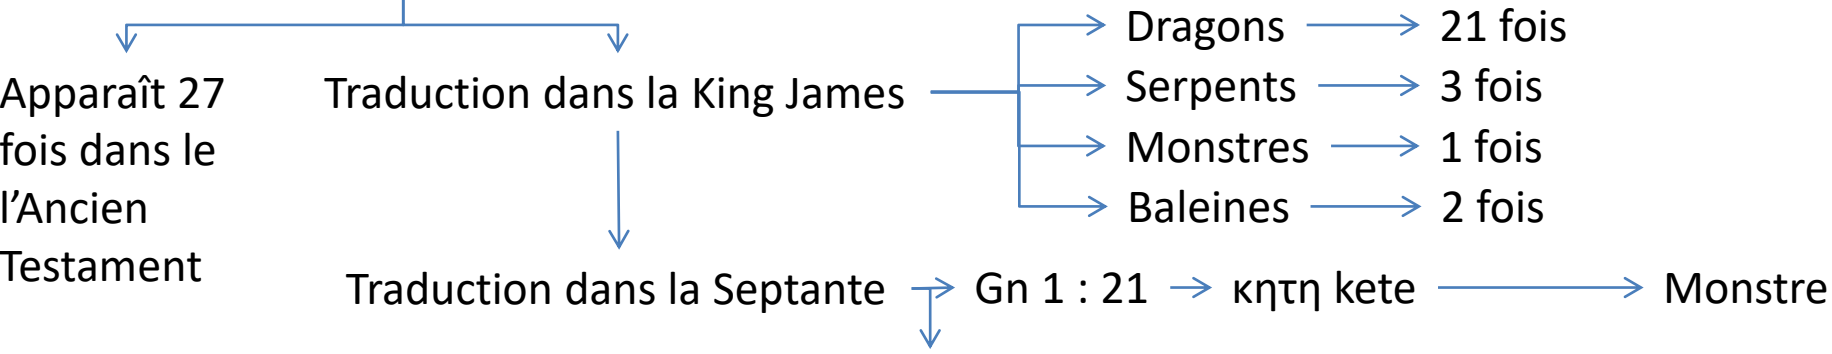 Apparaît 27
fois dans le
l'Ancien
Testament
Traduction dans la King James
Dragons
21 fois
Serpents
3 fois
Monstres
1 fois
Baleines
2 fois
Traduction dans la Septante
Gn 1 : 21
κητη kete
Monstre